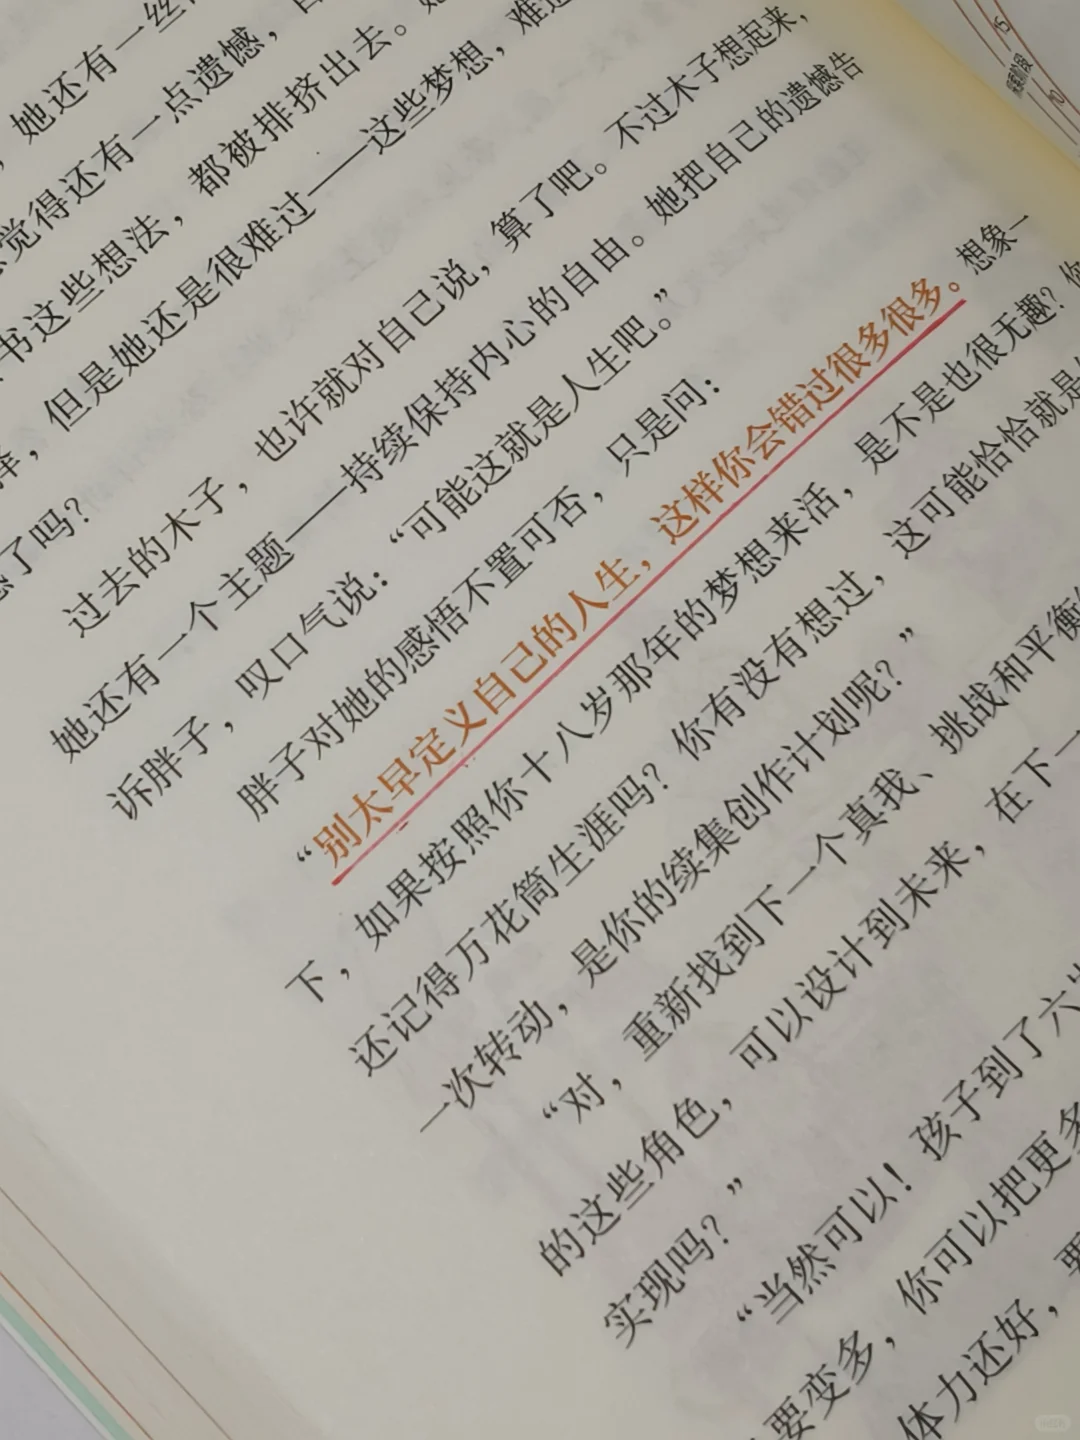 ，她还有一丝
觉得还有一点遗憾，
书这些想法，都被排挤出去。
，但是她还是很难过——这些梦想，难过
了吗？
过去的木子，也许就对自己说，算了吧。不过木子想起来，
她还有一个主题——持续保持内心的自由。她把自己的遗憾告
诉胖子，叹口气说：“可能这就是人生吧。”
胖子对她的感悟不置可否，只是问：
“别太早定义自己的人生，这样你会错过很多很多。想象一
下，如果按照你十八岁那年的梦想来活，是不是也很无趣？你
还记得万花筒生涯吗？你有没有想过，这可能恰恰就是
一次转动，是你的续集创作计划呢？”
“对，重新找到下一个真我、挑战和平衡
的这些角色，可以设计到未来，在下一
实现吗？”
“当然可以！孩子到了六
要变多，你可以把更多
体力还好，要
15
10